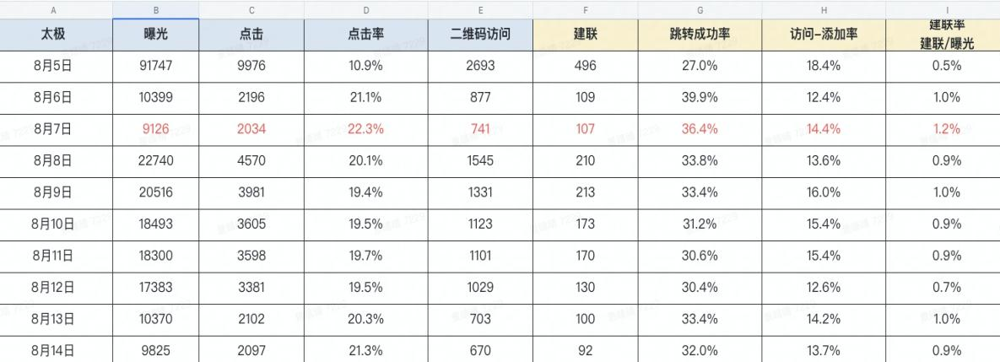 A B C D E F G H I
太极 曝光 点击 点击率 二维码访问 建联 跳转成功率 访问-添加率 建联率
建联/曝光
8月5日 91747 9976 10.9% 2693 496 27.0% 18.4% 0.5%
8月6日 10399 2196 21.1% 877 109 39.9% 12.4% 1.0%
8月7日 9126 2034 22.3% 741 107 36.4% 14.4% 1.2%
8月8日 22740 4570 20.1% 1545 210 33.8% 13.6% 0.9%
8月9日 20516 3981 19.4% 1331 213 33.4% 16.0% 1.0%
8月10日 18493 3605 19.5% 1123 173 31.2% 15.4% 0.9%
8月11日 18300 3598 19.7% 1101 170 30.6% 15.4% 0.9%
8月12日 17383 3381 19.5% 1029 130 30.4% 12.6% 0.7%
8月13日 10370 2102 20.3% 703 100 33.4% 14.2% 1.0%
8月14日 9825 2097 21.3% 670 92 32.0% 13.7% 0.9%